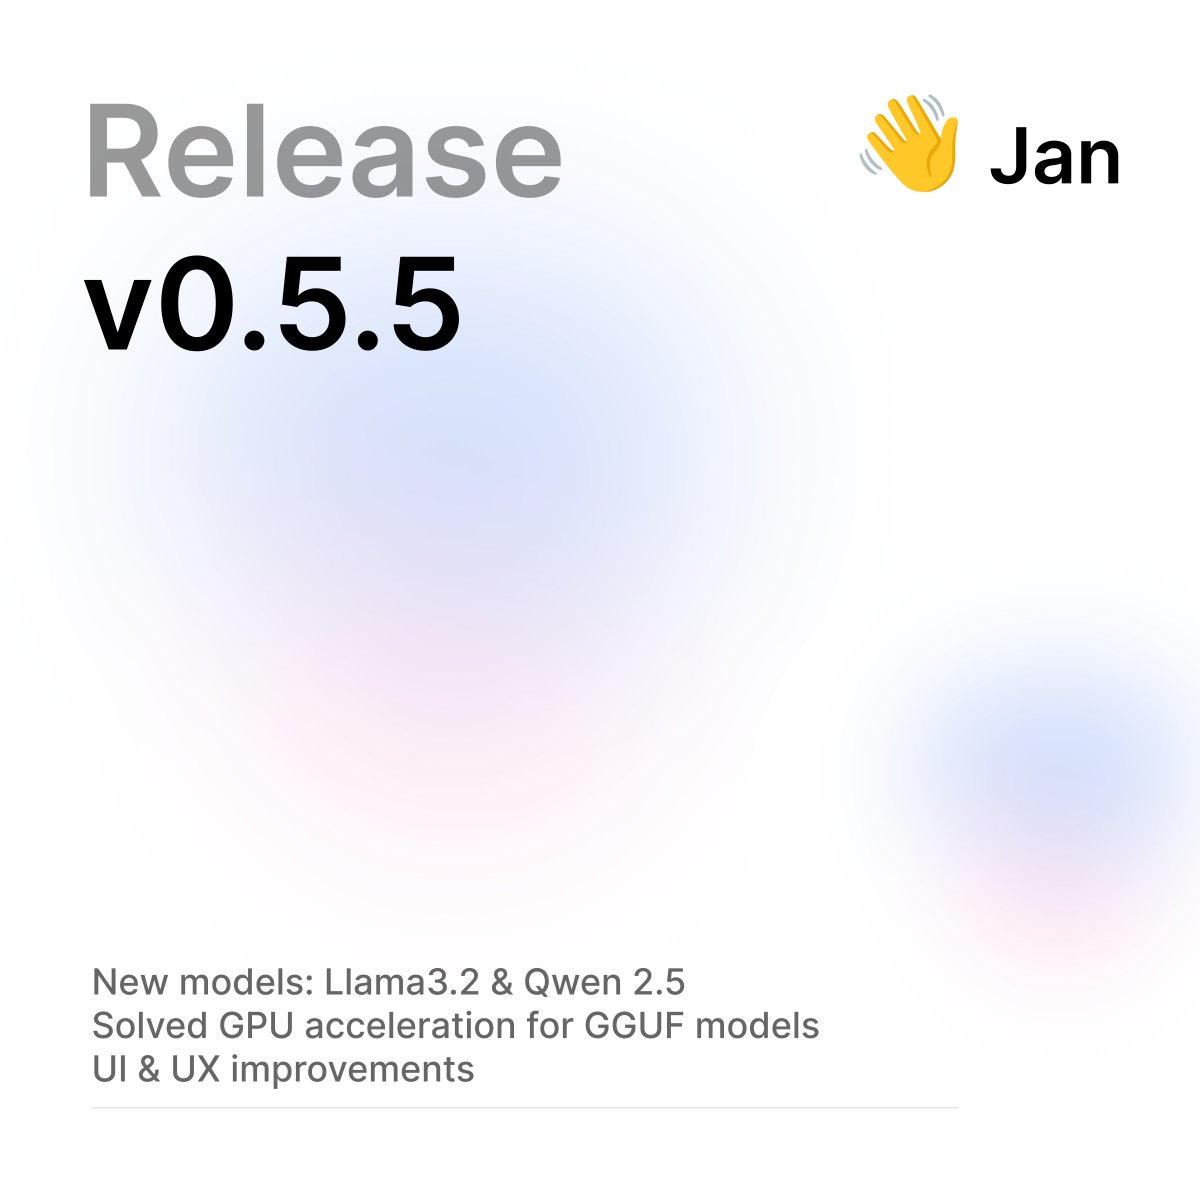 Release
👋 Jan
v0.5.5
New models: Llama3.2 & Qwen 2.5
Solved GPU acceleration for GGUF models
UI & UX improvements